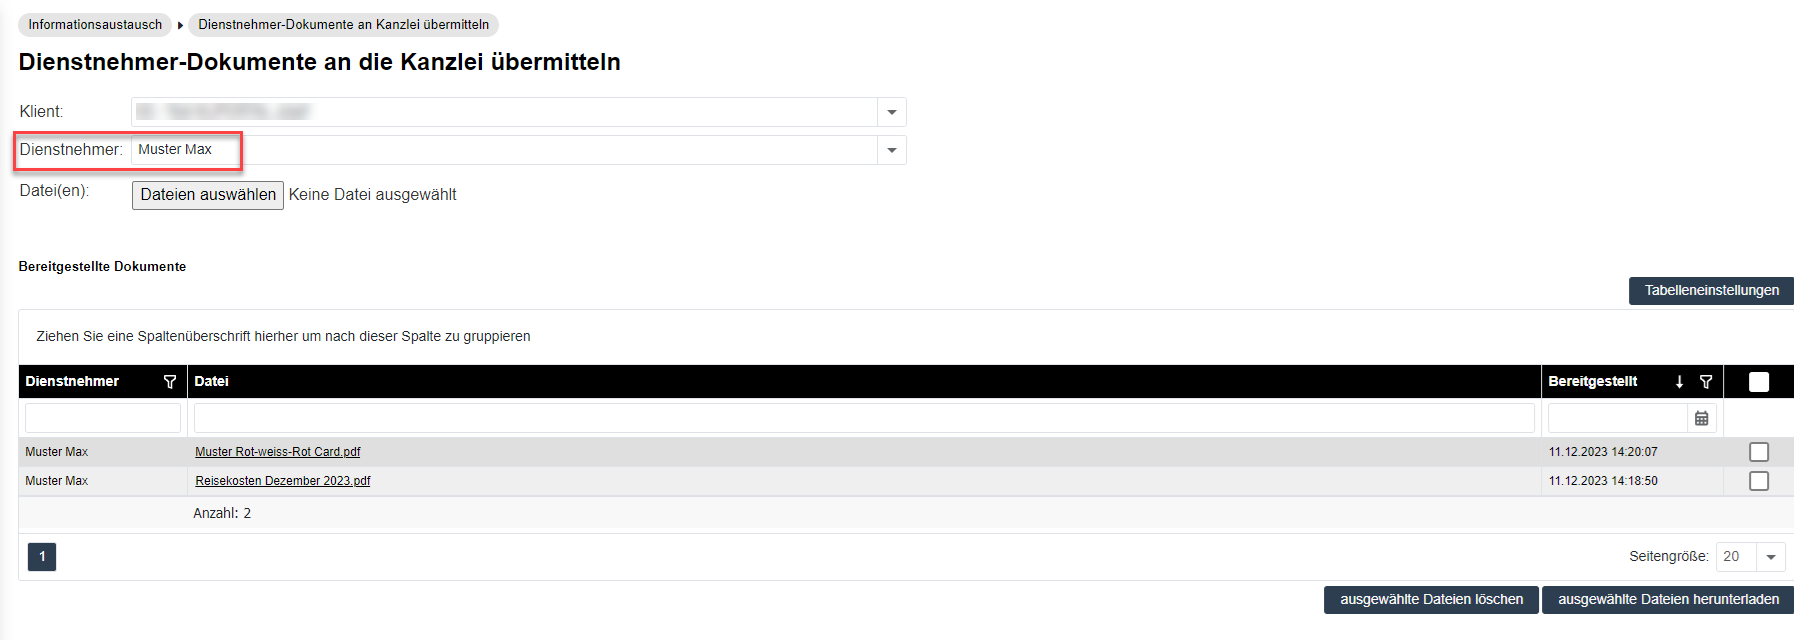 Informationsaustausch Dienstnehmer-Dokumente an Kanzlei übermitteln
Dienstnehmer-Dokumente an die Kanzlei übermitteln
Klient:
Dienstnehmer: Muster Max
Datei(en): Dateien auswählen Keine Datei ausgewählt
Bereitgestellte Dokumente
Tabelleneinstellungen
Ziehen Sie eine Spaltenüberschrift hierher um nach dieser Spalte zu gruppieren
Dienstnehmer Datei Bereitgestellt
Muster Max Muster Rot-weiss-Rot Card.pdf 11.12.2023 14:20:07
Muster Max Reisekosten Dezember 2023.pdf 11.12.2023 14:18:50
Anzahl: 2
1 Seitengröße: 20
ausgewählte Dateien löschen ausgewählte Dateien herunterladen